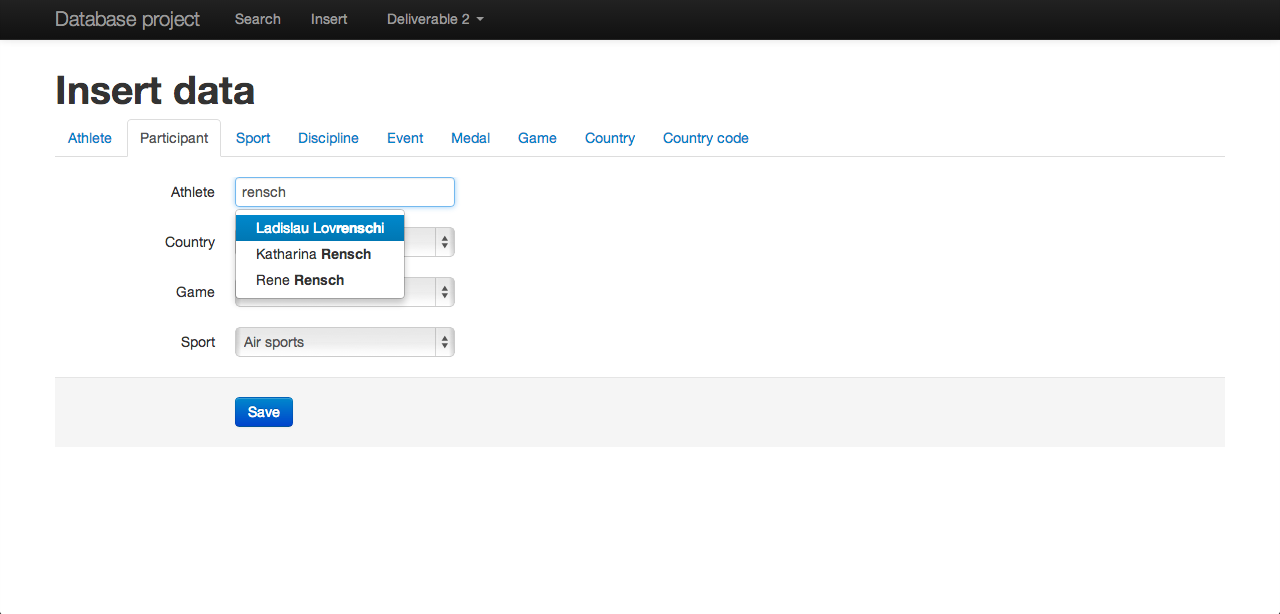 Database project Search Insert Deliverable 2
Insert data
Athlete Participant Sport Discipline Event Medal Game Country Country code
Athlete rensch
Ladislau Lovrenschi
Country
Katharina Rensch
Rene Rensch
Game
Sport Air sports
Save